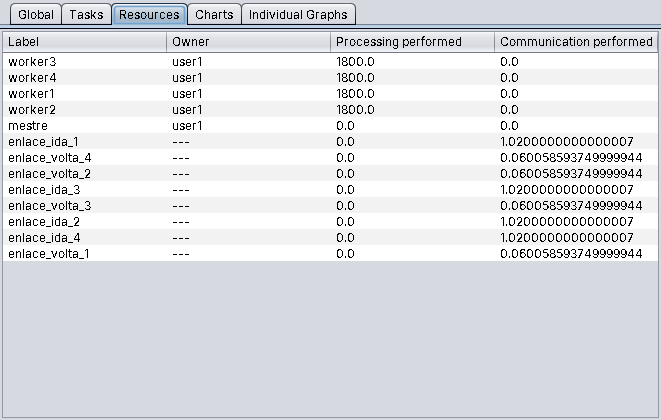 Global Tasks Resources Charts Individual Graphs
Label Owner Processing performed Communication performed
worker3 user1 1800.0 0.0
worker4 user1 1800.0 0.0
worker1 user1 1800.0 0.0
worker2 user1 1800.0 0.0
mestre user1 0.0 0.0
enlace_ida_1 --- 0.0 1.0200000000000007
enlace_volta_4 --- 0.0 0.060058593749999944
enlace_volta_2 --- 0.0 0.060058593749999944
enlace_ida_3 --- 0.0 1.0200000000000007
enlace_volta_3 --- 0.0 0.060058593749999944
enlace_ida_2 --- 0.0 1.0200000000000007
enlace_ida_4 --- 0.0 1.0200000000000007
enlace_volta_1 --- 0.0 0.060058593749999944